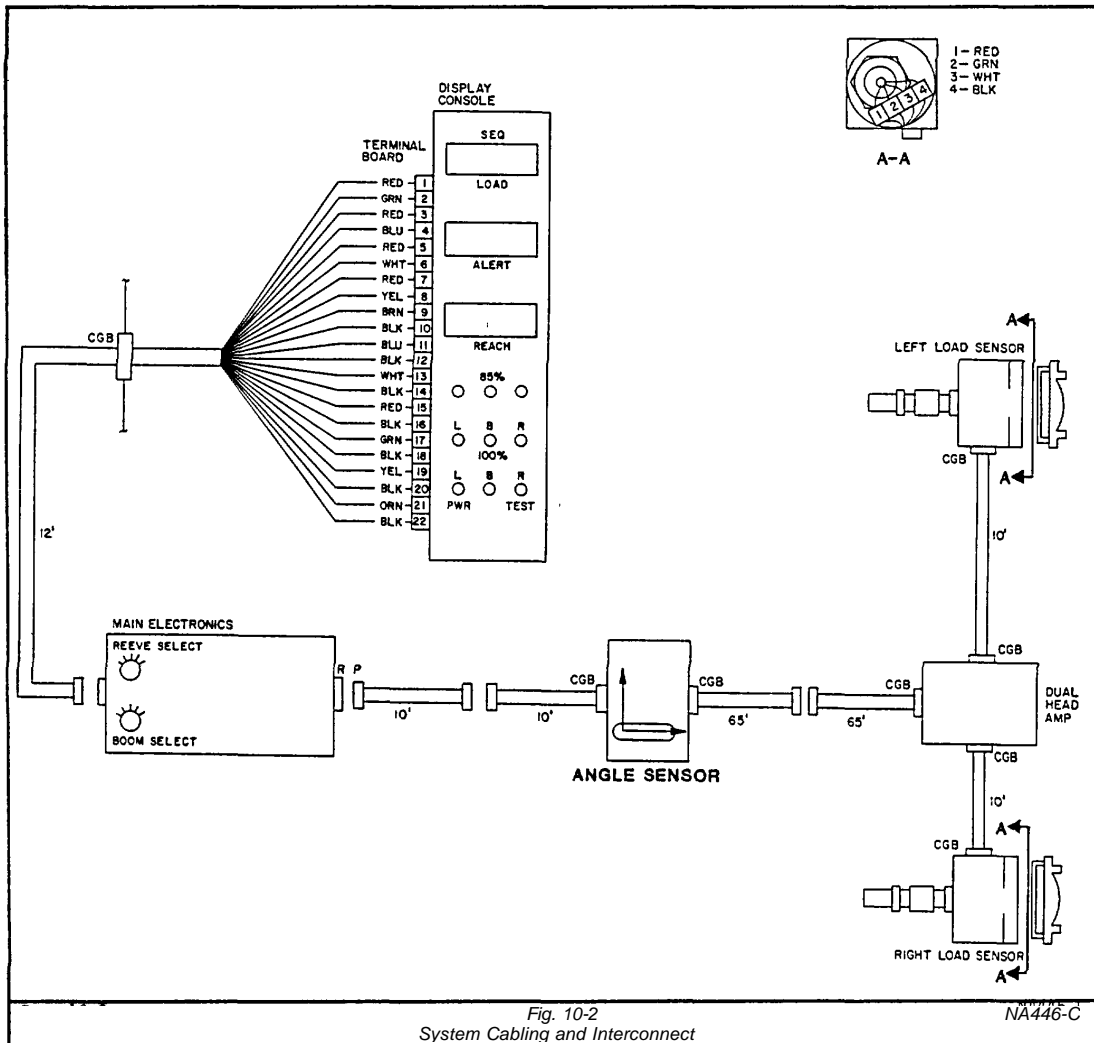 1 – RED
2 – GRN
3 – WHT
4 – BLK
1 2 3 4
A-A
DISPLAY
CONSOLE
TERMINAL
BOARD
SEQ
LOAD
ALERT
REACH
85%
L B R
100%
L B R
PWR TEST
RED 1
GRN 2
RED 3
BLU 4
RED 5
WHT 6
RED 7
YEL 8
BRN 9
BLK 10
BLU 11
BLK 12
WHT 13
BLK 14
RED 15
BLK 16
GRN 17
BLK 18
YEL 19
BLK 20
ORN 21
BLK 22
CGB
12'
A
LEFT LOAD SENSOR
CGB
A
10'
MAIN ELECTRONICS
REEVE SELECT
BOOM SELECT
R P
10'
10'
CGB
CGB
ANGLE SENSOR
65'
65'
CGB
CGB
DUAL
HEAD
AMP
CGB
10'
A
CGB
RIGHT LOAD SENSOR
A
Fig. 10-2
System Cabling and Interconnect
NA446-C